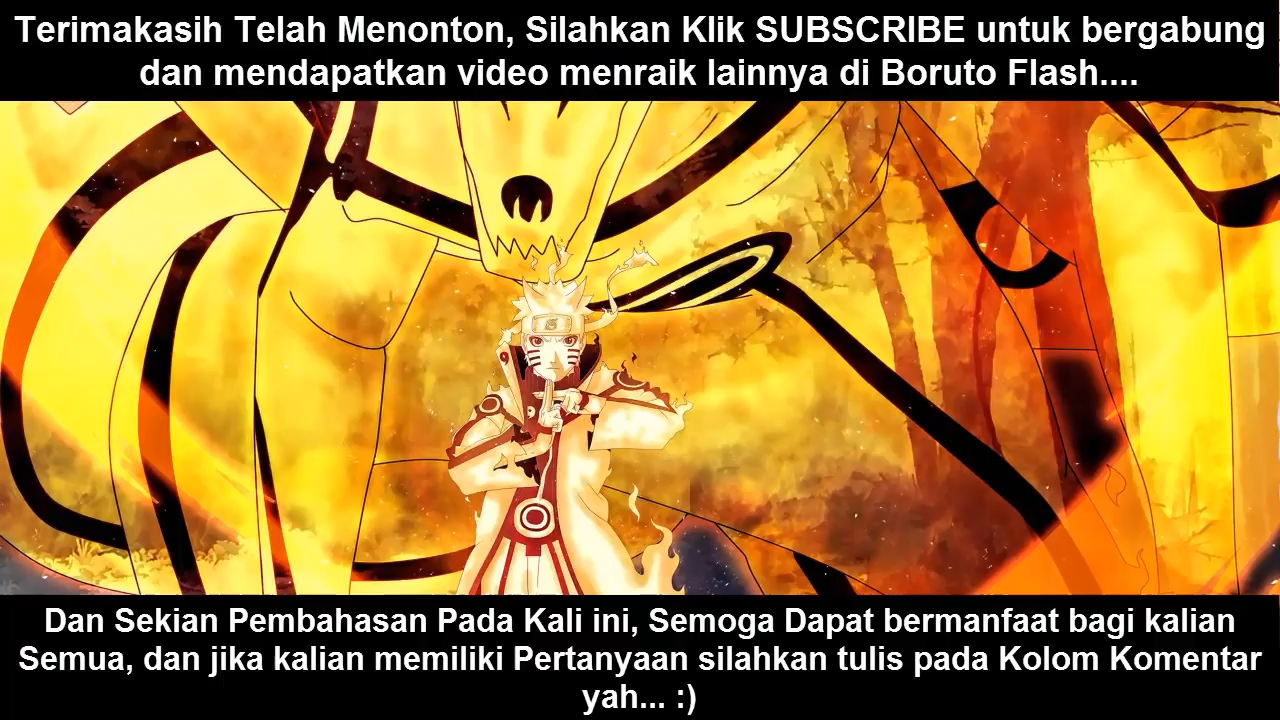 Terimakasih Telah Menonton, Silahkan Klik SUBSCRIBE untuk bergabung
dan mendapatkan video menraik lainnya di Boruto Flash....
Dan Sekian Pembahasan Pada Kali ini, Semoga Dapat bermanfaat bagi kalian
Semua, dan jika kalian memiliki Pertanyaan silahkan tulis pada Kolom Komentar
yah... :)